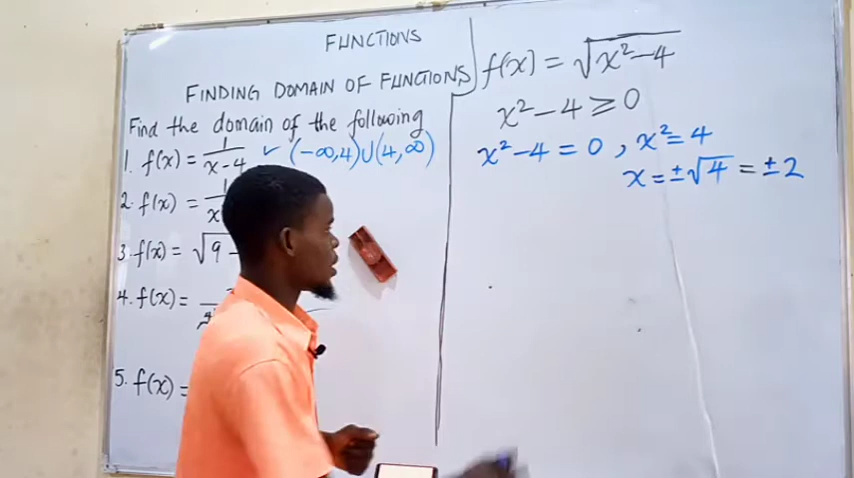 FUNCTIONS
FINDING DOMAIN OF FUNCTIONS
Find the domain of the following
1. f(x) = 1/(x-4) ✓ (-∞,4)∪(4,∞)
2. f(x) = 1/x
3. f(x) = √9 -
4. f(x) =
5. f(x) =
f(x) = √(x²-4)
x²-4 ≥ 0
x²-4 = 0 , x² = 4
x = ±√4 = ±2